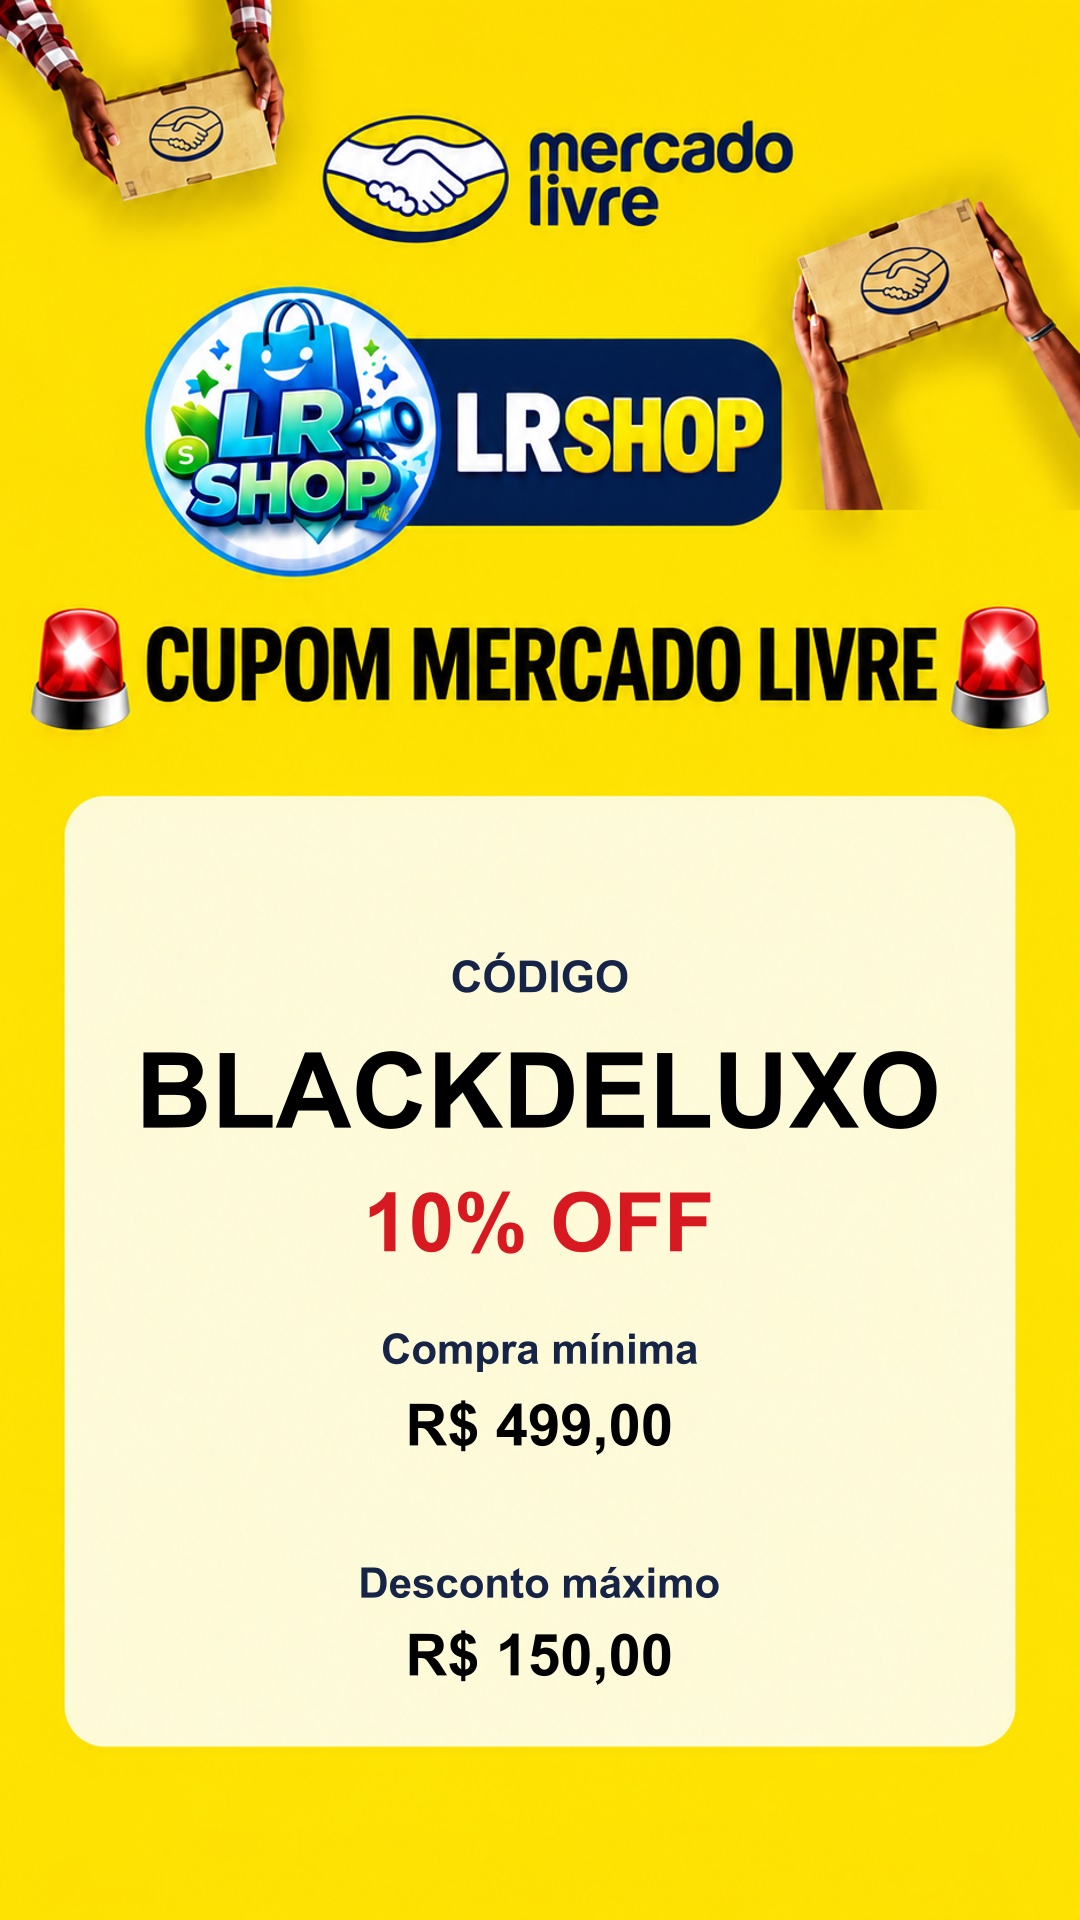 mercado
livre
LR
SHOP
S
LRSHOP
CUPOM MERCADO LIVRE
CÓDIGO
BLACKDELUXO
10% OFF
Compra mínima
R$ 499,00
Desconto máximo
R$ 150,00